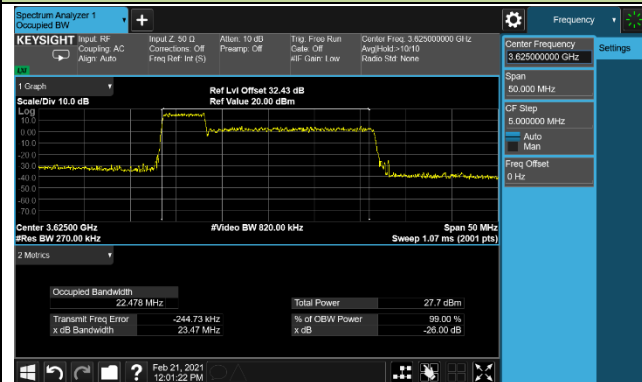 Spectrum Analyzer 1
Occupied BW
Frequency
KEYSIGHT
Input: RF
Coupling: AC
Align: Auto
Input Z: 50 Ω
Corrections: Off
Freq Ref: Int (S)
Atten: 10 dB
Preamp: Off
Trig: Free Run
Gate: Off
#IF Gain: Low
Center Freq: 3.625000000 GHz
Avg|Hold:>10/10
Radio Std: None
Center Frequency
3.625000000 GHz
Settings
Span
50.000 MHz
CF Step
5.000000 MHz
Auto
Man
Freq Offset
0 Hz
1 Graph
Scale/Div 10.0 dB
Ref Lvl Offset 32.43 dB
Ref Value 20.00 dBm
Log
10.0
0.00
-10.0
-20.0
-30.0
-40.0
-50.0
-60.0
-70.0
Center 3.62500 GHz
#Res BW 270.00 kHz
#Video BW 820.00 kHz
Span 50 MHz
Sweep 1.07 ms (2001 pts)
2 Metrics
Occupied Bandwidth
22.478 MHz
Total Power
27.7 dBm
Transmit Freq Error
-244.73 kHz
% of OBW Power
99.00 %
x dB Bandwidth
23.47 MHz
x dB
-26.00 dB
?
Feb 21, 2021
12:01:22 PM